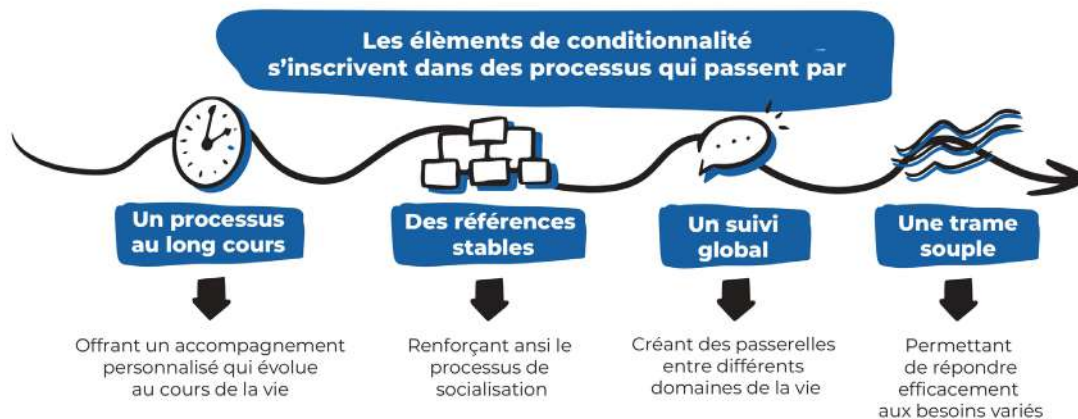 Les élèments de conditionnalité
s'inscrivent dans des processus qui passent par
Un processus
au long cours
Des références
stables
Un suivi
global
Une trame
souple
Offrant un accompagnement
personnalisé qui évolue
au cours de la vie
Renforçant ansi le
processus de
socialisation
Créant des passerelles
entre différents
domaines de la vie
Permettant
de répondre
efficacement
aux besoins variés